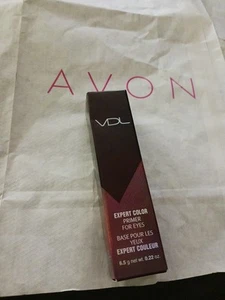 AVON
VDL
EXPERT COLOR
PRIMER
FOR EYES
BASE POUR LES
YEUX
EXPERT COULEUR
6.5 g net wt. 0.22 oz.